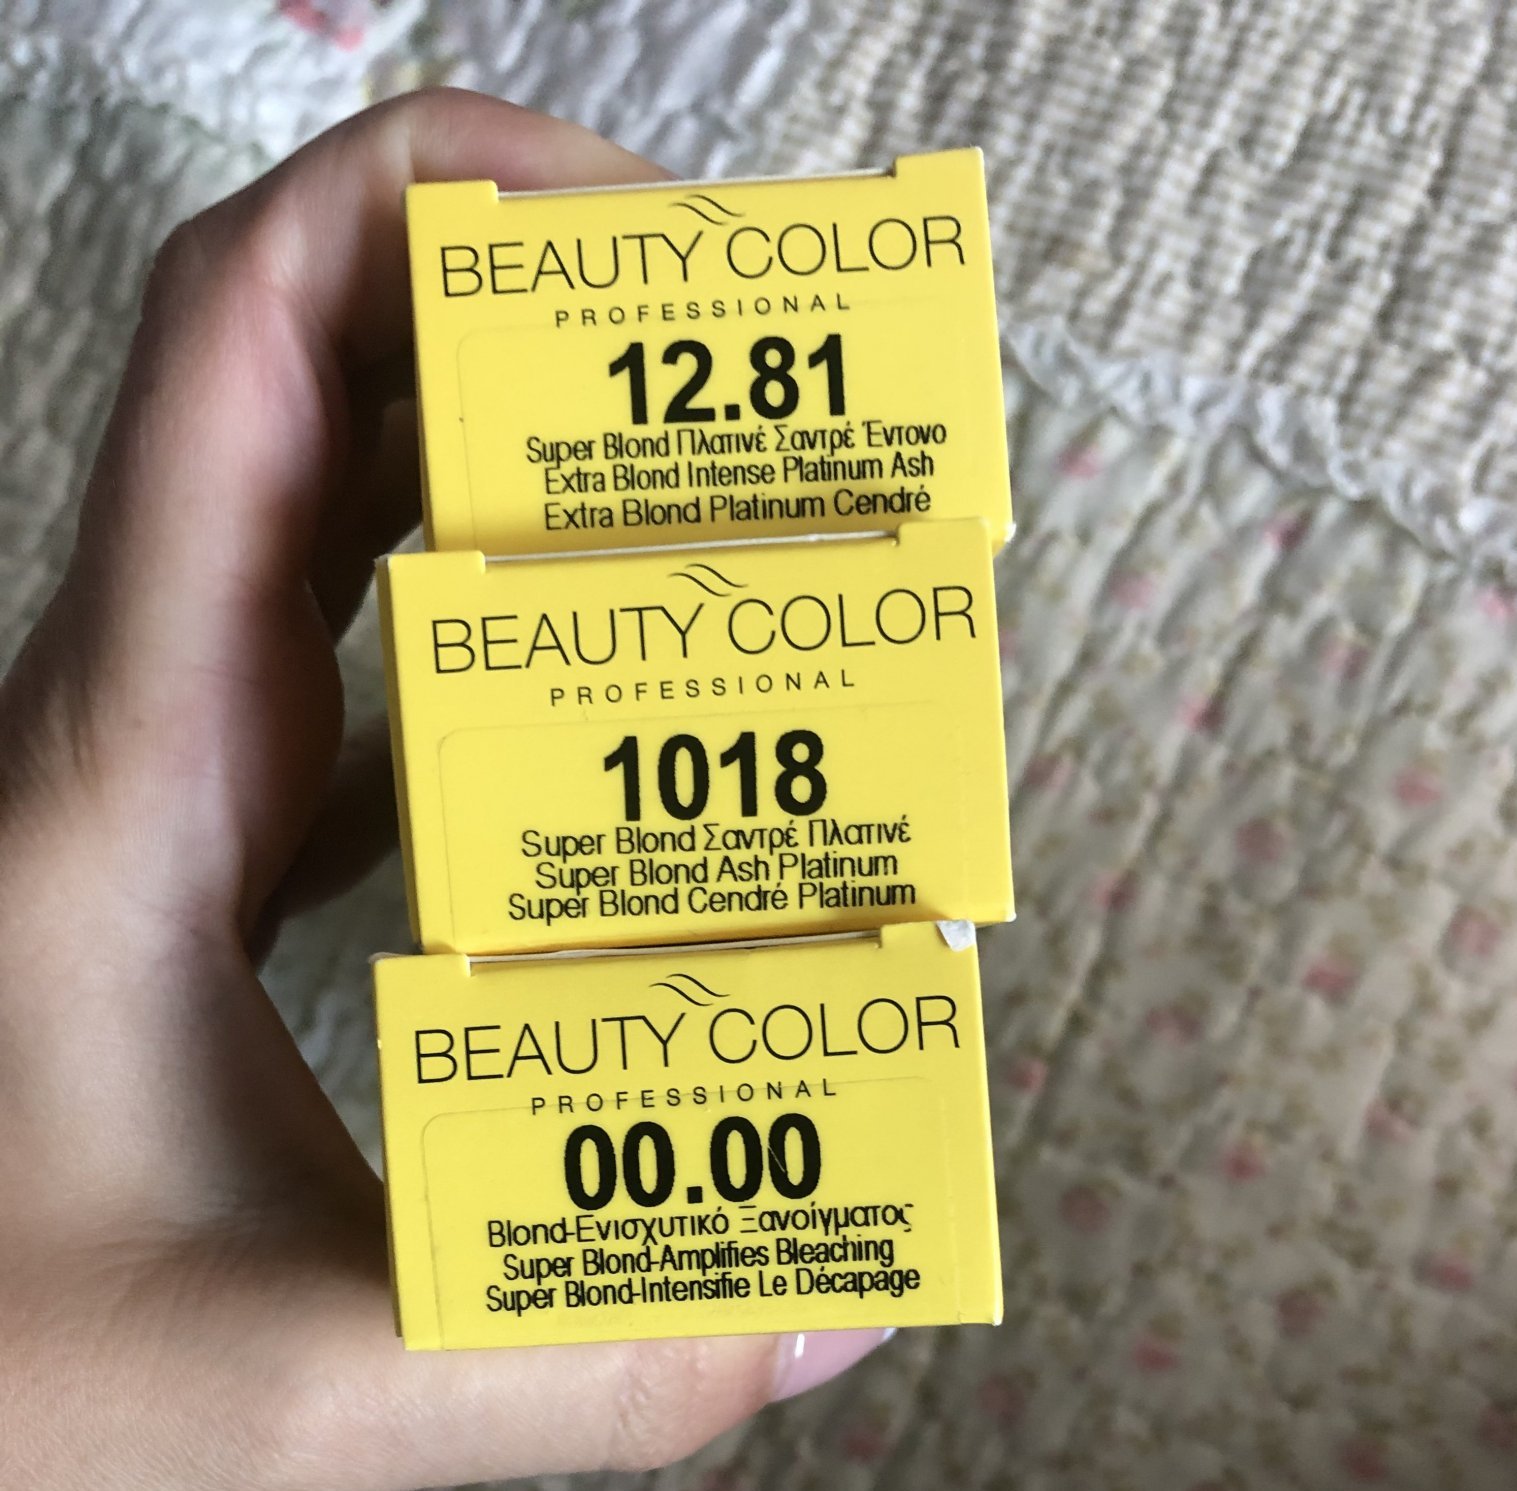 BEAUTY COLOR
PROFESSIONAL
12.81
Super Blond Πλατινέ Σαντρέ Έντονο
Extra Blond Intense Platinum Ash
Extra Blond Platinum Cendré
BEAUTY COLOR
PROFESSIONAL
1018
Super Blond Σαντρέ Πλατινέ
Super Blond Ash Platinum
Super Blond Cendré Platinum
BEAUTY COLOR
PROFESSIONAL
00.00
Blond-Ενισχυτικό Ξανοίγματος
Super Blond-Amplifies Bleaching
Super Blond-Intensifie Le Décapage